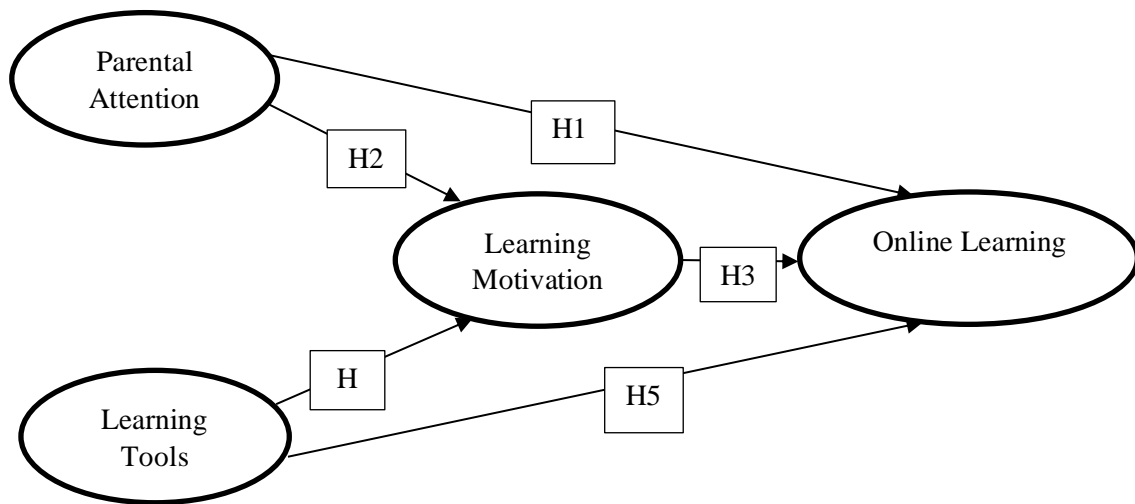 Parental
Attention
H1
H2
Learning
Motivation
Online Learning
H3
H
H5
Learning
Tools